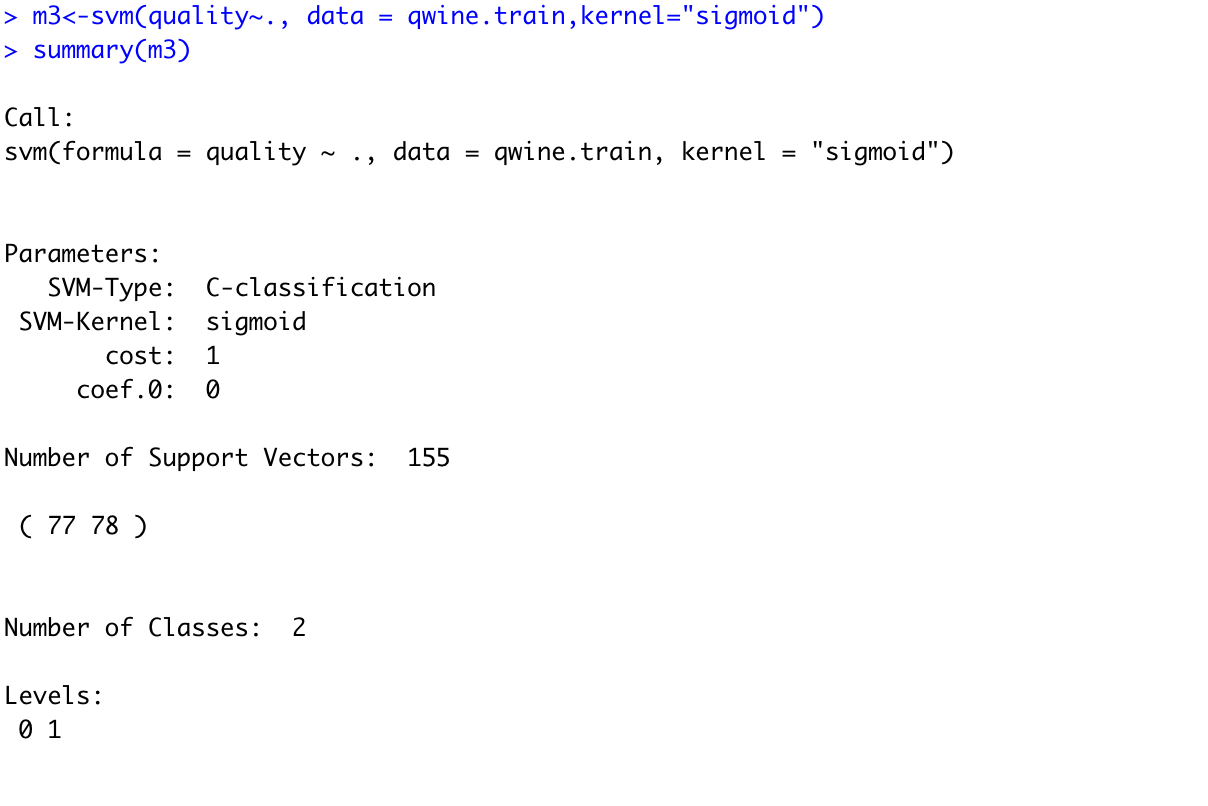 > m3<-svm(quality~., data = qwine.train,kernel="sigmoid")
> summary(m3)
Call:
svm(formula = quality ~ ., data = qwine.train, kernel = "sigmoid")
Parameters:
   SVM-Type:  C-classification
 SVM-Kernel:  sigmoid
       cost:  1
     coef.0:  0
Number of Support Vectors:  155
 ( 77 78 )
Number of Classes:  2
Levels:
 0 1